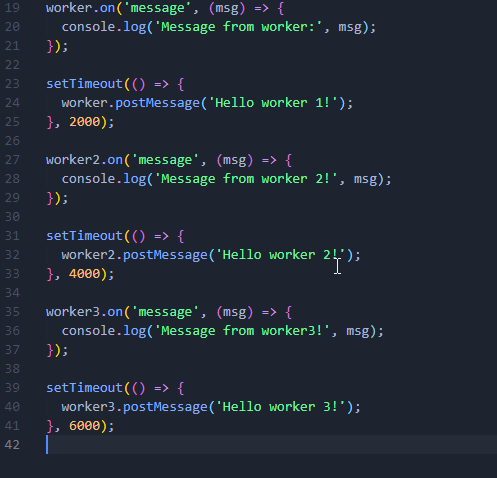 19 worker.on('message', (msg) => {
20   console.log('Message from worker:', msg);
21 });
22
23 setTimeout(() => {
24   worker.postMessage('Hello worker 1!');
25 }, 2000);
26
27 worker2.on('message', (msg) => {
28   console.log('Message from worker 2!', msg);
29 });
30
31 setTimeout(() => {
32   worker2.postMessage('Hello worker 2!');
33 }, 4000);
34
35 worker3.on('message', (msg) => {
36   console.log('Message from worker3!', msg);
37 });
38
39 setTimeout(() => {
40   worker3.postMessage('Hello worker 3!');
41 }, 6000);
42